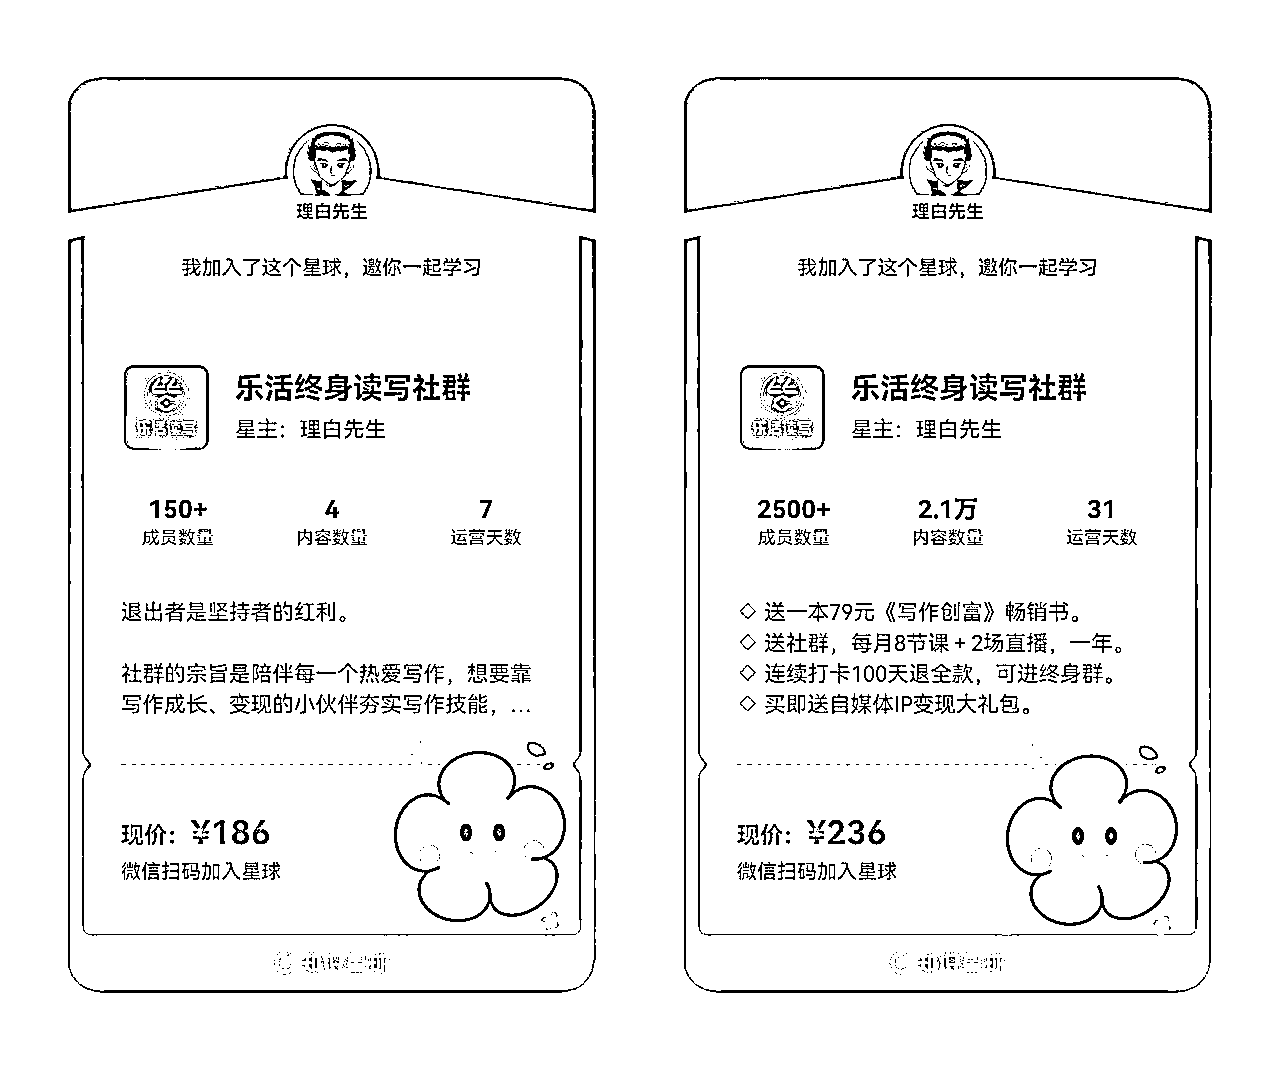 理白先生
我加入了这个星球，邀你一起学习
乐活终身读写社群
星主：理白先生
150+ 4 7
成员数量 内容数量 运营天数
退出者是坚持者的红利。
社群的宗旨是陪伴每一个热爱写作，想要靠
写作成长、变现的小伙伴夯实写作技能，...
现价：¥186
微信扫码加入星球
理白先生
我加入了这个星球，邀你一起学习
乐活终身读写社群
星主：理白先生
2500+ 2.1万 31
成员数量 内容数量 运营天数
◇ 送一本79元《写作创富》畅销书。
◇ 送社群，每月8节课 + 2场直播，一年。
◇ 连续打卡100天退全款，可进终身群。
◇ 买即送自媒体IP变现大礼包。
现价：¥236
微信扫码加入星球